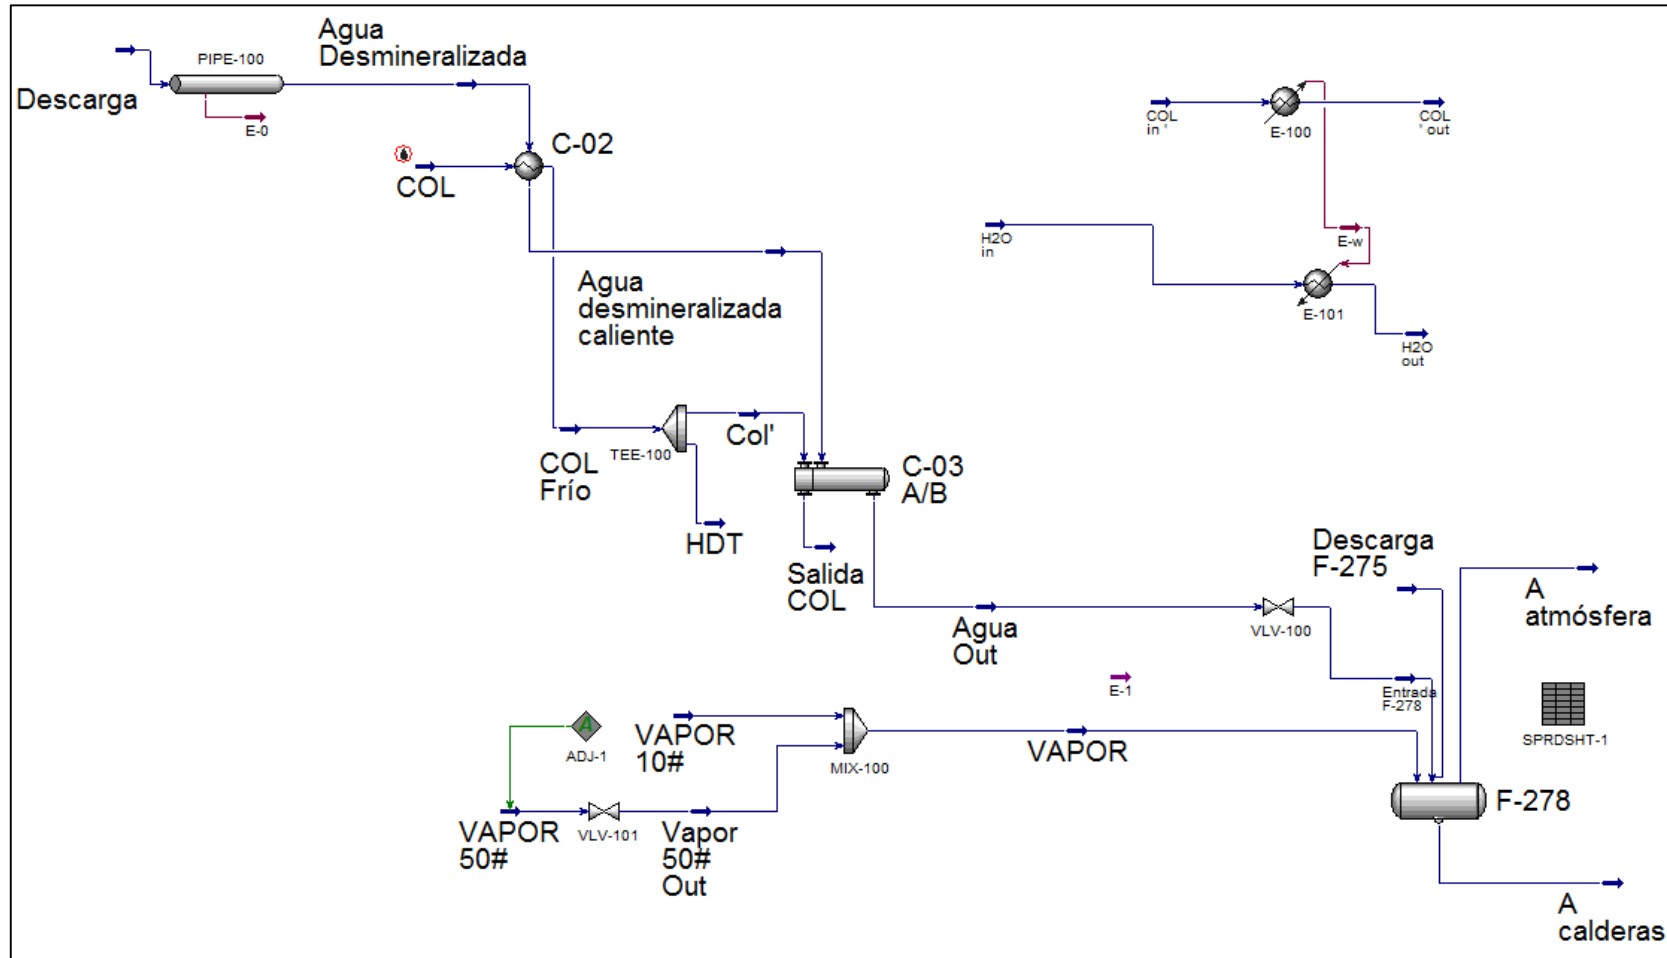 Agua
Desmineralizada
PIPE-100
Descarga
E-0
C-02
COL
COL
in '
E-100
COL
' out
H2O
in
E-w
E-101
H2O
out
Agua
desmineralizada
caliente
Col'
TEE-100
COL
Frío
HDT
C-03
A/B
Salida
COL
Descarga
F-275
A
atmósfera
Agua
Out
VLV-100
E-1
Entrada
F-278
SPRDSHT-1
A
ADJ-1
VAPOR
10#
MIX-100
VAPOR
F-278
VAPOR
50#
VLV-101
Vapor
50#
Out
A
calderas